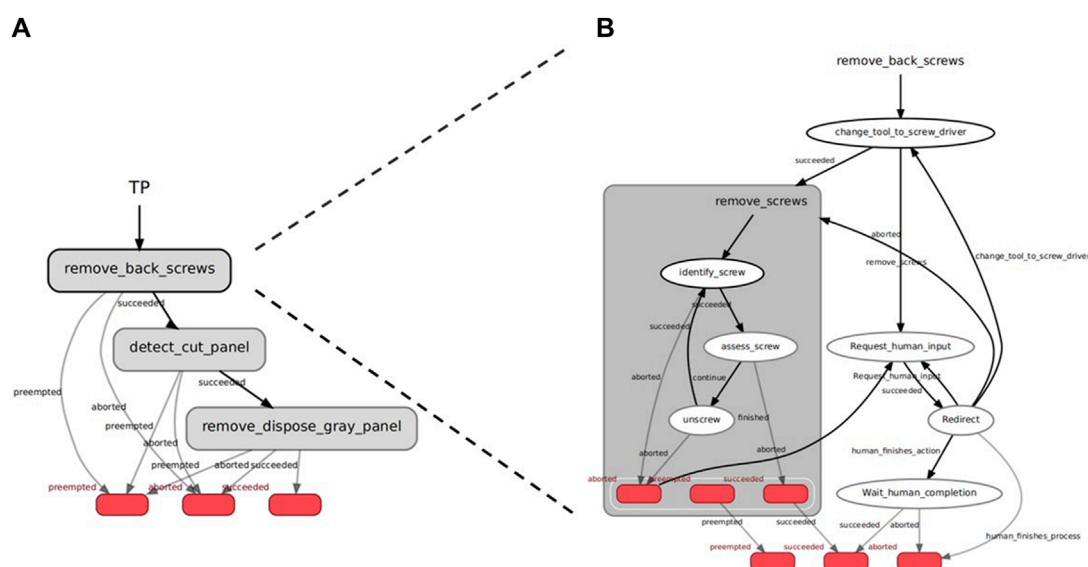 A
B
TP
remove_back_screws
succeeded
detect_cut_panel
succeeded
preempted
aborted
preempted
remove_dispose_gray_panel
aborted
preempted
aborted
succeeded
preempted
aborted
succeeded
remove_back_screws
change_tool_to_screw_driver
succeeded
remove_screws
aborted
change_tool_to_screw_driver
remove_screws
identify_screw
succeeded
succeeded
assess_screw
Request_human_input
aborted
continue
Request_human_input
succeeded
unscrew
finished
Redirect
aborted
aborted
human_finishes_action
aborted
preempted
succeeded
Wait_human_completion
preempted
succeeded
succeeded
aborted
human_finishes_process
preempted
succeeded
aborted